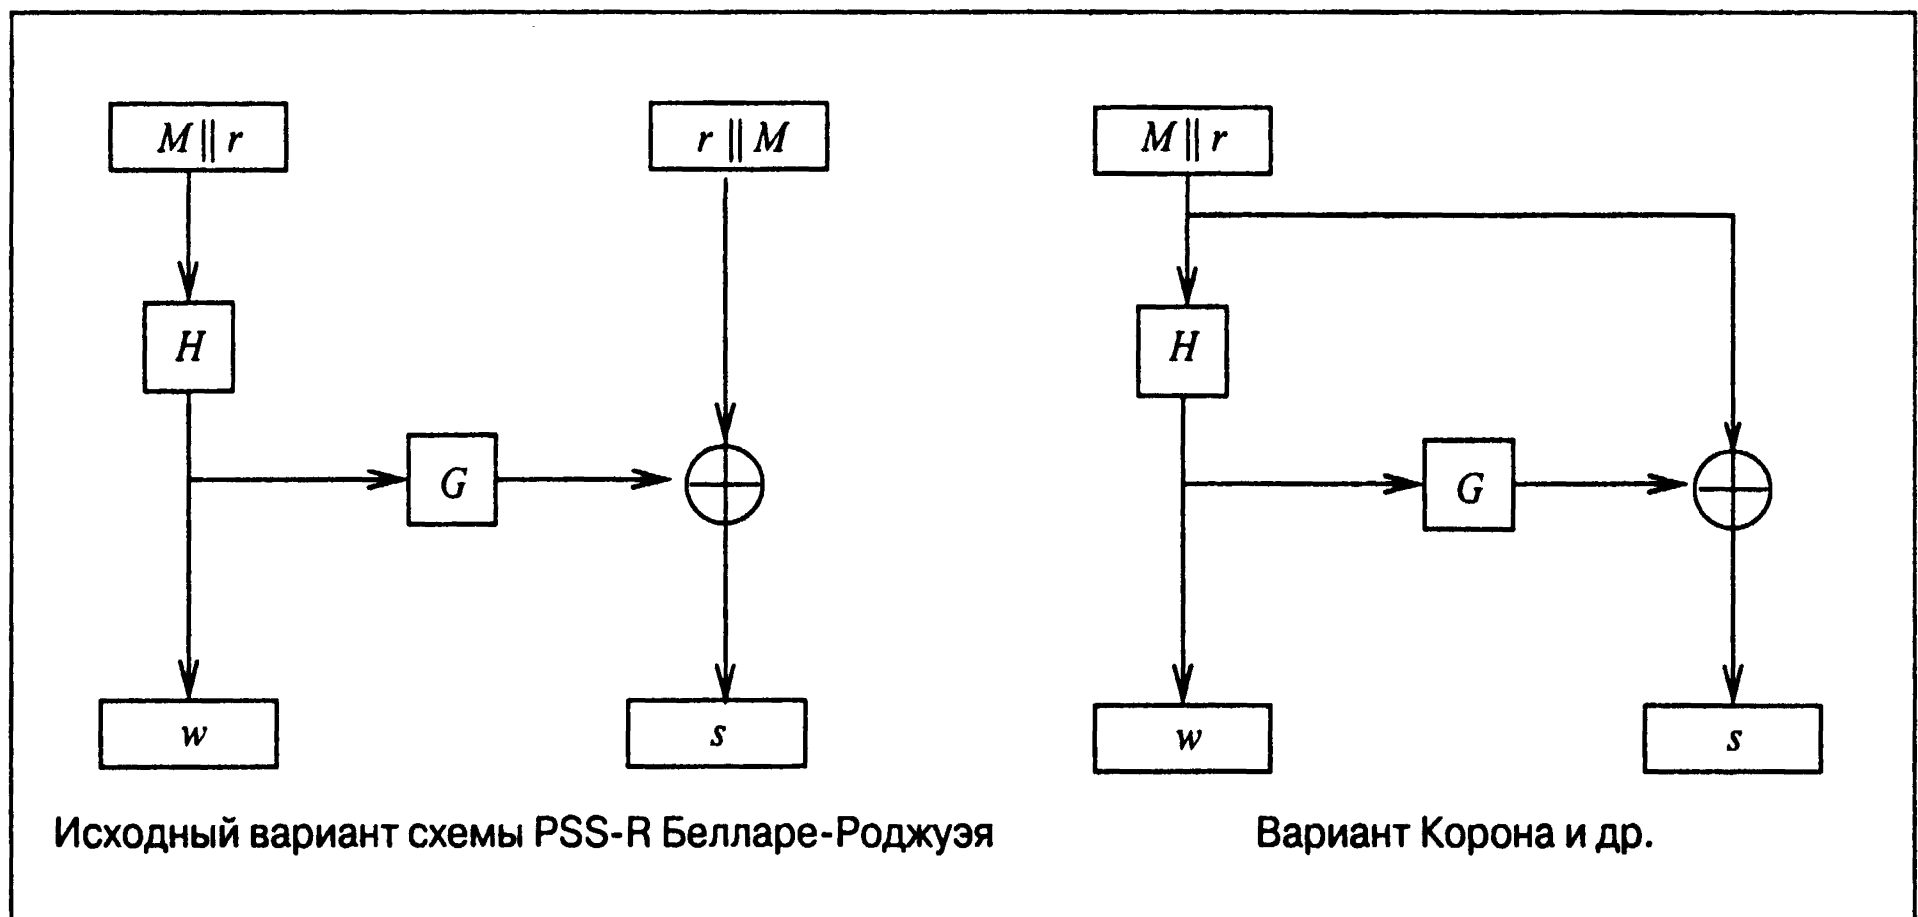 M || r
r || M
H
G
w
s
Исходный вариант схемы PSS-R Белларе-Роджуэя
M || r
H
G
w
s
Вариант Корона и др.